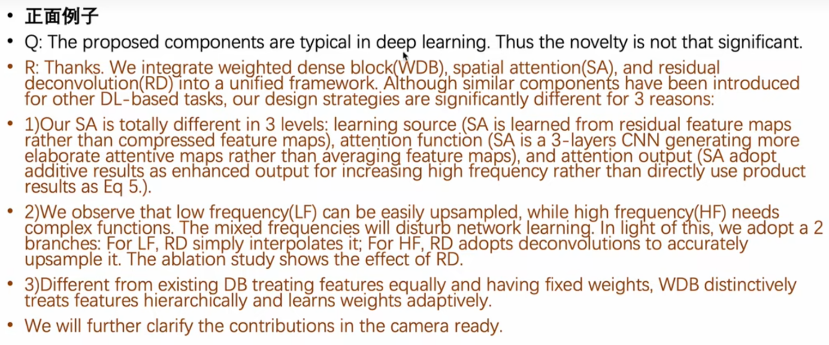 • 正面例子
• Q: The proposed components are typical in deep learning. Thus the novelty is not that significant.
• R: Thanks. We integrate weighted dense block(WDB), spatial attention(SA), and residual
deconvolution(RD) into a unified framework. Although similar components have been introduced
for other DL-based tasks, our design strategies are significantly different for 3 reasons:
• 1)Our SA is totally different in 3 levels: learning source (SA is learned from residual feature maps
rather than compressed feature maps), attention function (SA is a 3-layers CNN generating more
elaborate attentive maps rather than averaging feature maps), and attention output (SA adopt
additive results as enhanced output for increasing high frequency rather than directly use product
results as Eq 5.).
• 2)We observe that low frequency(LF) can be easily upsampled, while high frequency(HF) needs
complex functions. The mixed frequencies will disturb network learning. In light of this, we adopt a 2
branches: For LF, RD simply interpolates it; For HF, RD adopts deconvolutions to accurately
upsample it. The ablation study shows the effect of RD.
• 3)Different from existing DB treating features equally and having fixed weights, WDB distinctively
treats features hierarchically and learns weights adaptively.
• We will further clarify the contributions in the camera ready.